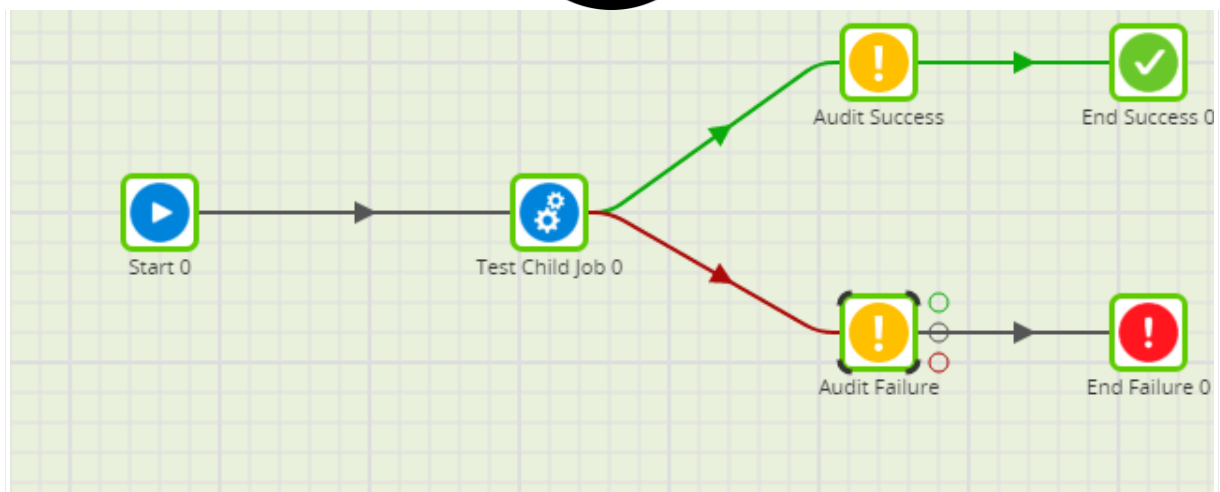 Audit Success
End Success 0
Start 0
Test Child Job 0
Audit Failure
End Failure 0